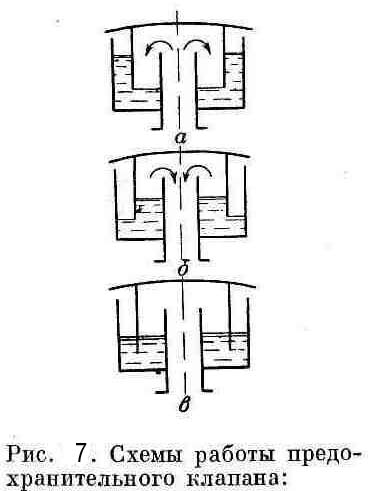 а
б
в
Рис. 7. Схемы работы предо-
хранительного клапана: